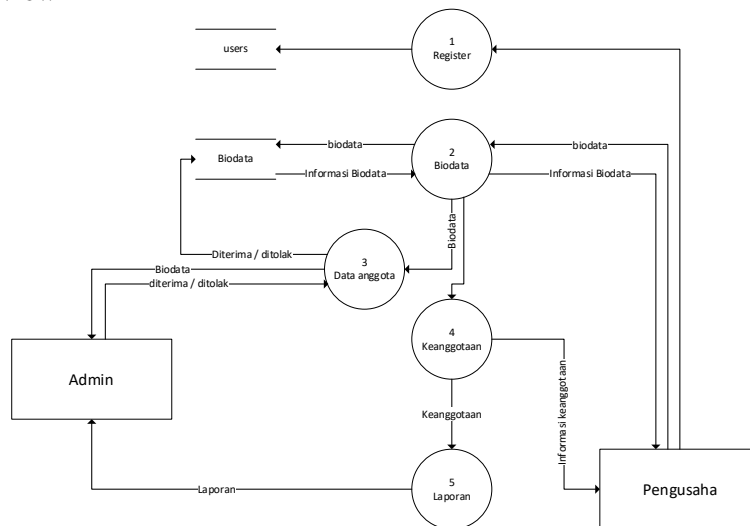 1
Register
users
2
Biodata
biodata
biodata
Biodata
Informasi Biodata
Informasi Biodata
Biodata
Diterima / ditolak
3
Data anggota
Biodata
diterima / ditolak
4
Keanggotaan
Admin
Informasi keanggotaan
Keanggotaan
5
Laporan
Laporan
Pengusaha